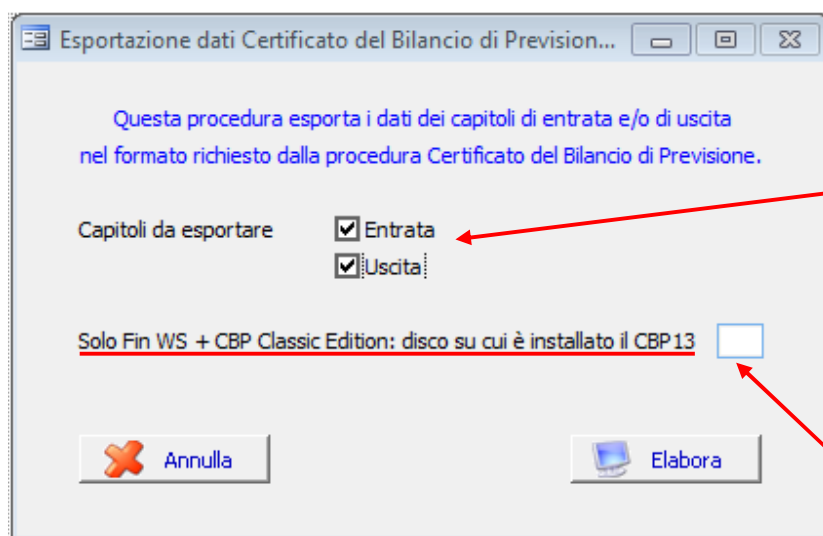 Esportazione dati Certificato del Bilancio di Prevision...
Questa procedura esporta i dati dei capitoli di entrata e/o di uscita
nel formato richiesto dalla procedura Certificato del Bilancio di Previsione.
Capitoli da esportare Entrata
Uscita
Solo Fin WS + CBP Classic Edition: disco su cui è installato il CBP13
Annulla Elabora